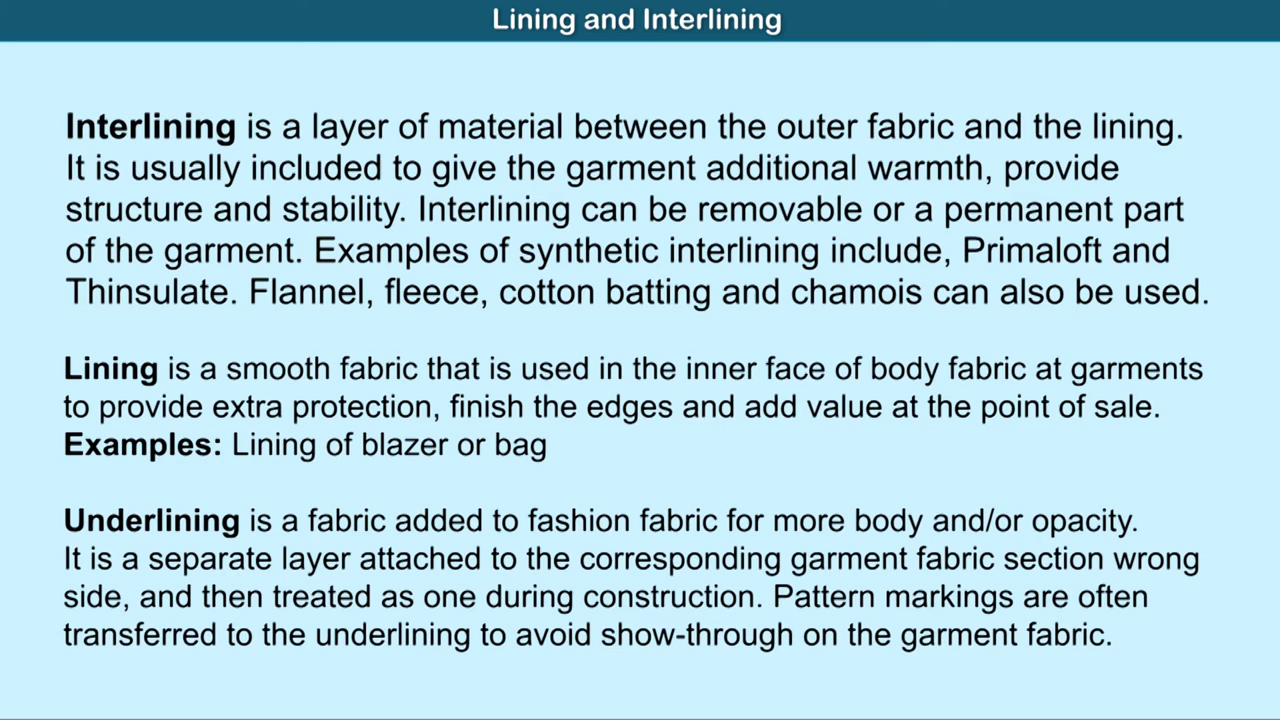 Lining and Interlining
Interlining is a layer of material between the outer fabric and the lining.
It is usually included to give the garment additional warmth, provide
structure and stability. Interlining can be removable or a permanent part
of the garment. Examples of synthetic interlining include, Primaloft and
Thinsulate. Flannel, fleece, cotton batting and chamois can also be used.
Lining is a smooth fabric that is used in the inner face of body fabric at garments
to provide extra protection, finish the edges and add value at the point of sale.
Examples: Lining of blazer or bag
Underlining is a fabric added to fashion fabric for more body and/or opacity.
It is a separate layer attached to the corresponding garment fabric section wrong
side, and then treated as one during construction. Pattern markings are often
transferred to the underlining to avoid show-through on the garment fabric.